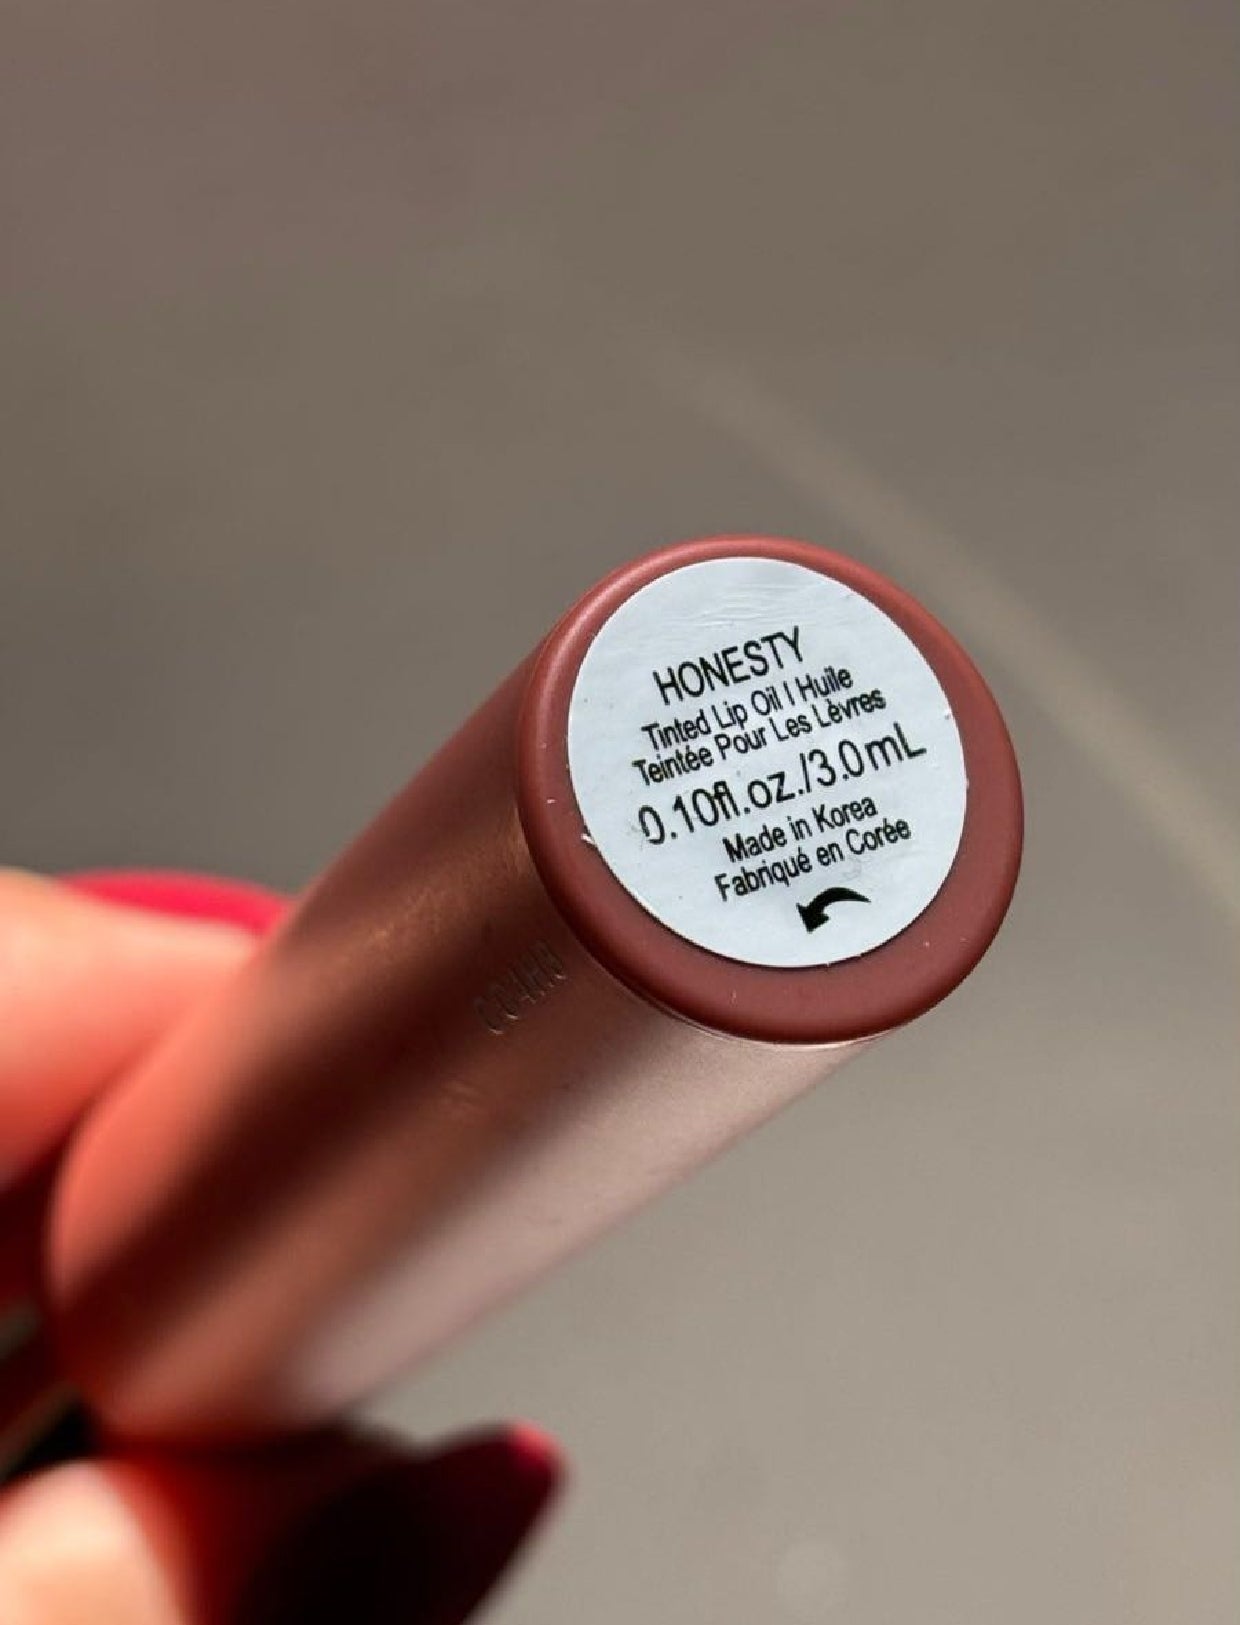 HONESTY
Tinted Lip Oil | Huile
Teintée Pour Les Lèvres
0.10fl.oz./3.0mL
Made in Korea
Fabriqué en Corée